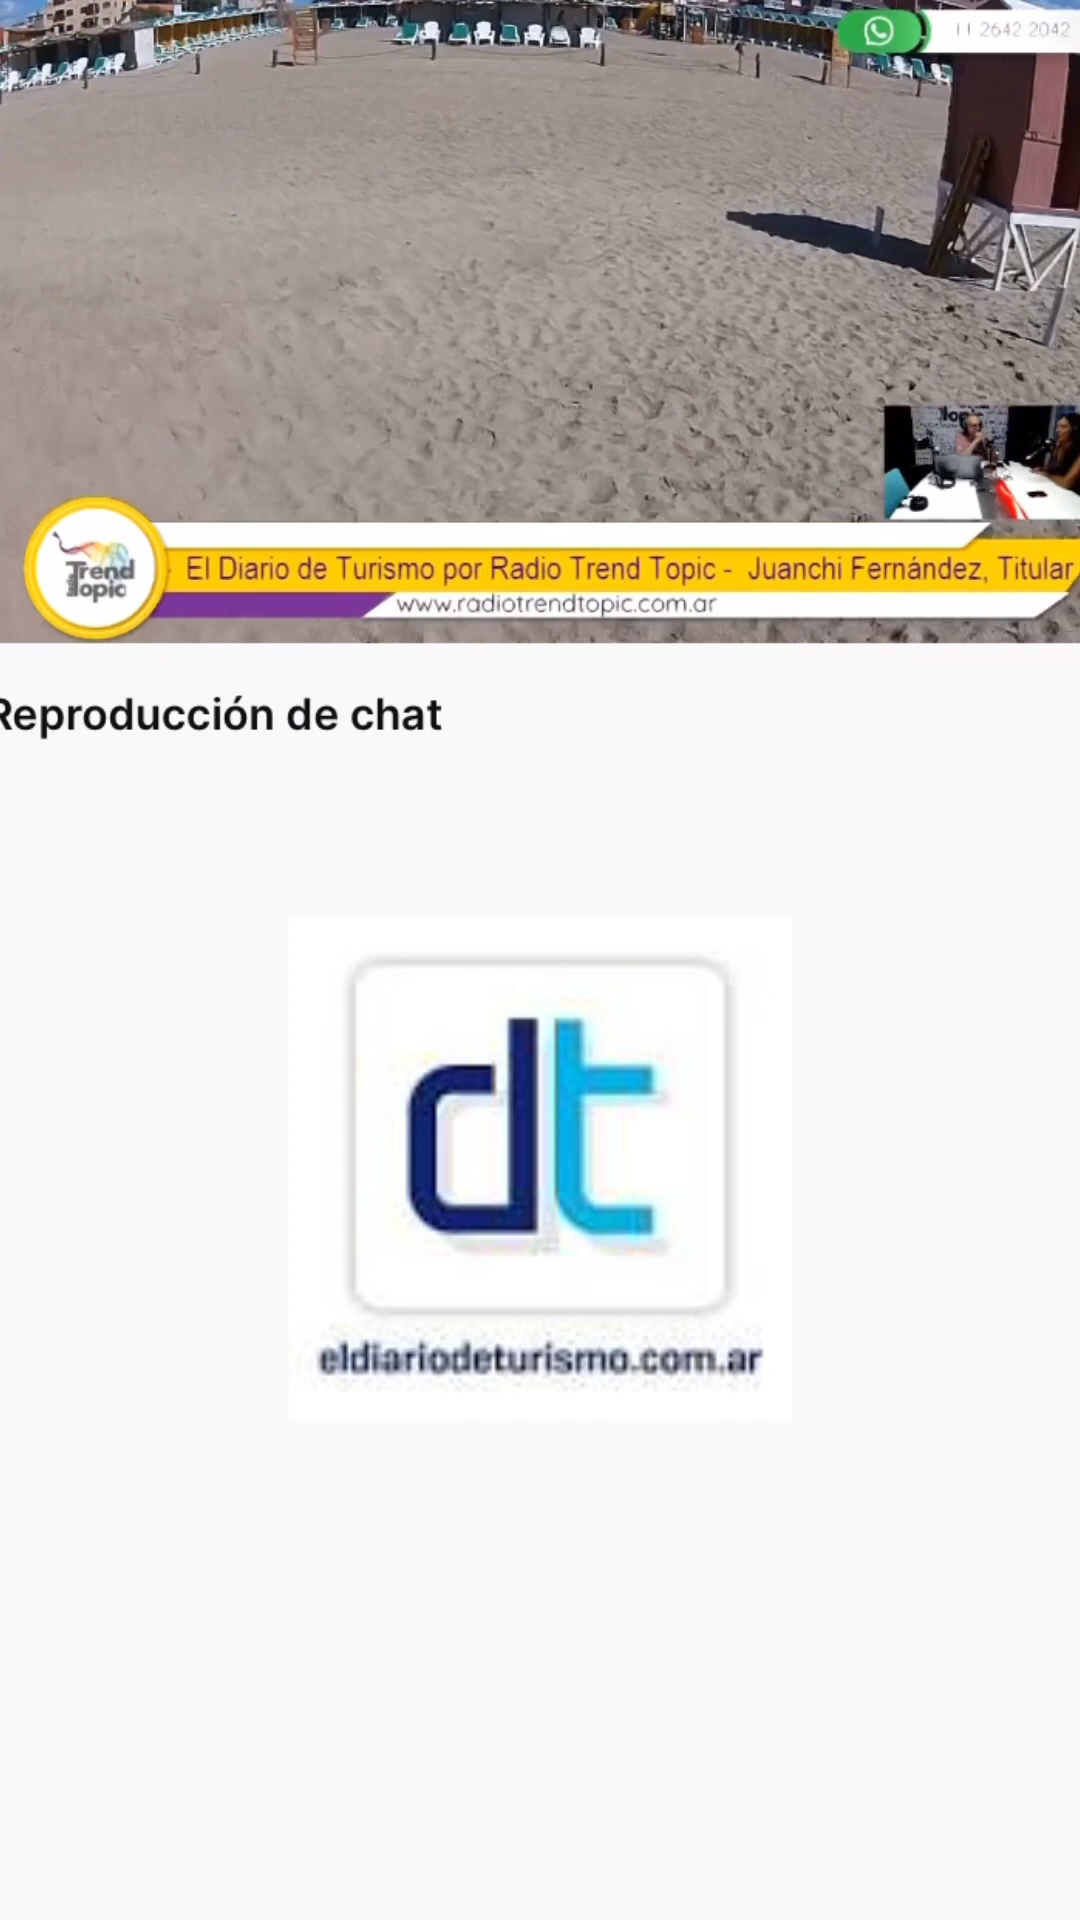 11 2642 2042
Topic
Trend
Topic
El Diario de Turismo por Radio Trend Topic - Juanchi Fernández, Titular
www.radiotrendtopic.com.ar
Reproducción de chat
dt
eldiariodeturismo.com.ar